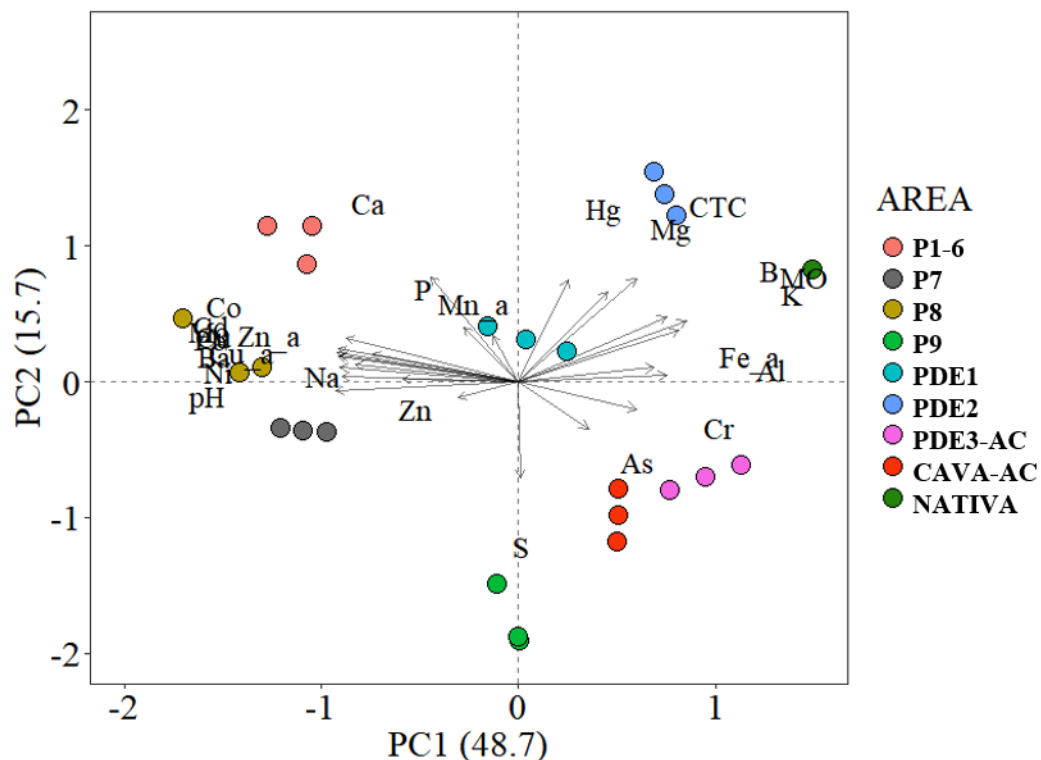 2
1
0
-1
-2
PC2 (15.7)
-2
-1
0
1
PC1 (48.7)
Ca
Hg
CTC
Mg
B
MO
K
P
Mn_a
Co
Cd
Zn_a
Ni
Na
pH
Zn
Fe_a
Al
Cr
As
S
AREA
P1-6
P7
P8
P9
PDE1
PDE2
PDE3-AC
CAVA-AC
NATIVA